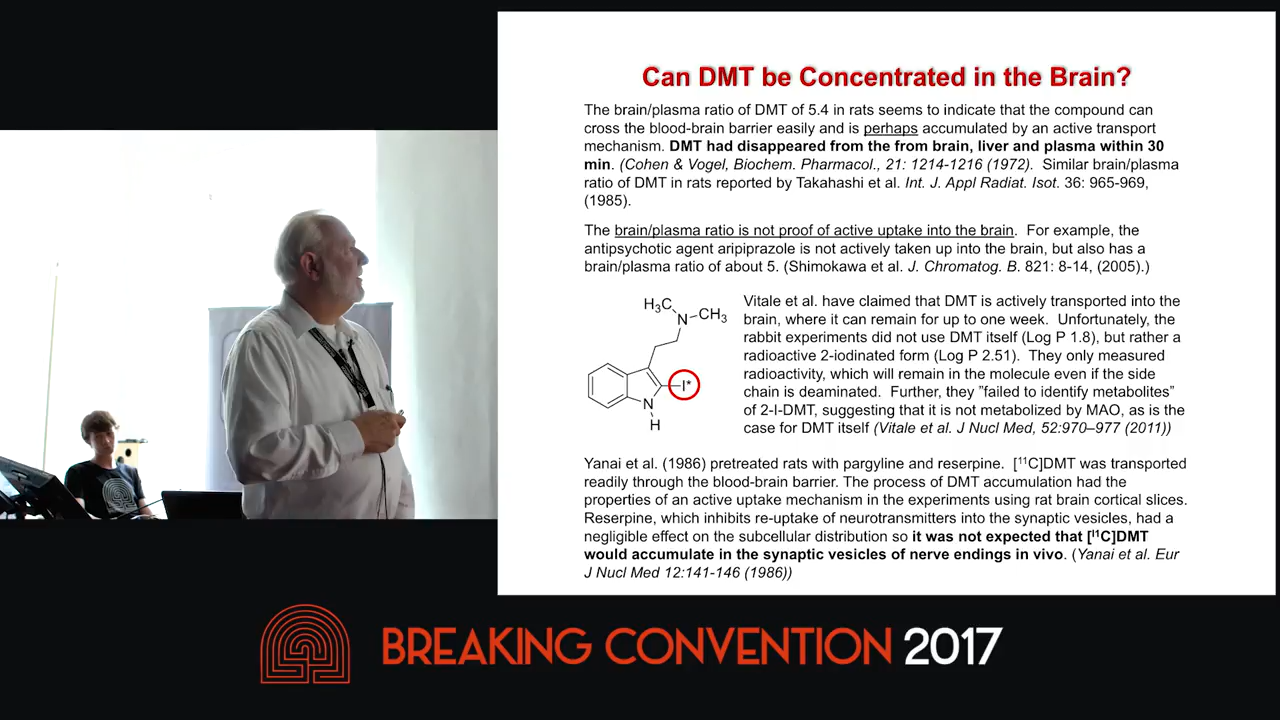 Can DMT be Concentrated in the Brain?
The brain/plasma ratio of DMT of 5.4 in rats seems to indicate that the compound can
cross the blood-brain barrier easily and is perhaps accumulated by an active transport
mechanism. DMT had disappeared from the from brain, liver and plasma within 30
min. (Cohen & Vogel, Biochem. Pharmacol., 21: 1214-1216 (1972). Similar brain/plasma
ratio of DMT in rats reported by Takahashi et al. Int. J. Appl Radiat. Isot. 36: 965-969,
(1985).
The brain/plasma ratio is not proof of active uptake into the brain. For example, the
antipsychotic agent aripiprazole is not actively taken up into the brain, but also has a
brain/plasma ratio of about 5. (Shimokawa et al. J. Chromatog. B. 821: 8-14, (2005).)
H₃C
N
CH₃
I*
N
H
Vitale et al. have claimed that DMT is actively transported into the
brain, where it can remain for up to one week. Unfortunately, the
rabbit experiments did not use DMT itself (Log P 1.8), but rather a
radioactive 2-iodinated form (Log P 2.51). They only measured
radioactivity, which will remain in the molecule even if the side
chain is deaminated. Further, they ”failed to identify metabolites”
of 2-I-DMT, suggesting that it is not metabolized by MAO, as is the
case for DMT itself (Vitale et al. J Nucl Med, 52:970–977 (2011))
Yanai et al. (1986) pretreated rats with pargyline and reserpine. [¹¹C]DMT was transported
readily through the blood-brain barrier. The process of DMT accumulation had the
properties of an active uptake mechanism in the experiments using rat brain cortical slices.
Reserpine, which inhibits re-uptake of neurotransmitters into the synaptic vesicles, had a
negligible effect on the subcellular distribution so it was not expected that [¹¹C]DMT
would accumulate in the synaptic vesicles of nerve endings in vivo. (Yanai et al. Eur
J Nucl Med 12:141-146 (1986))
BREAKING CONVENTION 2017